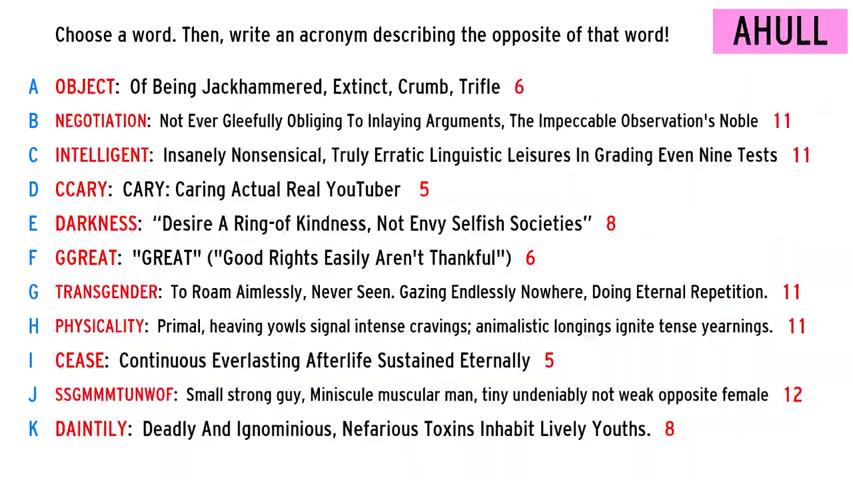 Choose a word. Then, write an acronym describing the opposite of that word!
AHULL
A OBJECT: Of Being Jackhammered, Extinct, Crumb, Trifle 6
B NEGOTIATION: Not Ever Gleefully Obliging To Inlaying Arguments, The Impeccable Observation's Noble 11
C INTELLIGENT: Insanely Nonsensical, Truly Erratic Linguistic Leisures In Grading Even Nine Tests 11
D CCARY: CARY: Caring Actual Real YouTuber 5
E DARKNESS: “Desire A Ring-of Kindness, Not Envy Selfish Societies” 8
F GGREAT: "GREAT" ("Good Rights Easily Aren't Thankful") 6
G TRANSGENDER: To Roam Aimlessly, Never Seen. Gazing Endlessly Nowhere, Doing Eternal Repetition. 11
H PHYSICALITY: Primal, heaving yowls signal intense cravings; animalistic longings ignite tense yearnings. 11
I CEASE: Continuous Everlasting Afterlife Sustained Eternally 5
J SSGMMMTUNWOF: Small strong guy, Miniscule muscular man, tiny undeniably not weak opposite female 12
K DAINTILY: Deadly And Ignominious, Nefarious Toxins Inhabit Lively Youths. 8